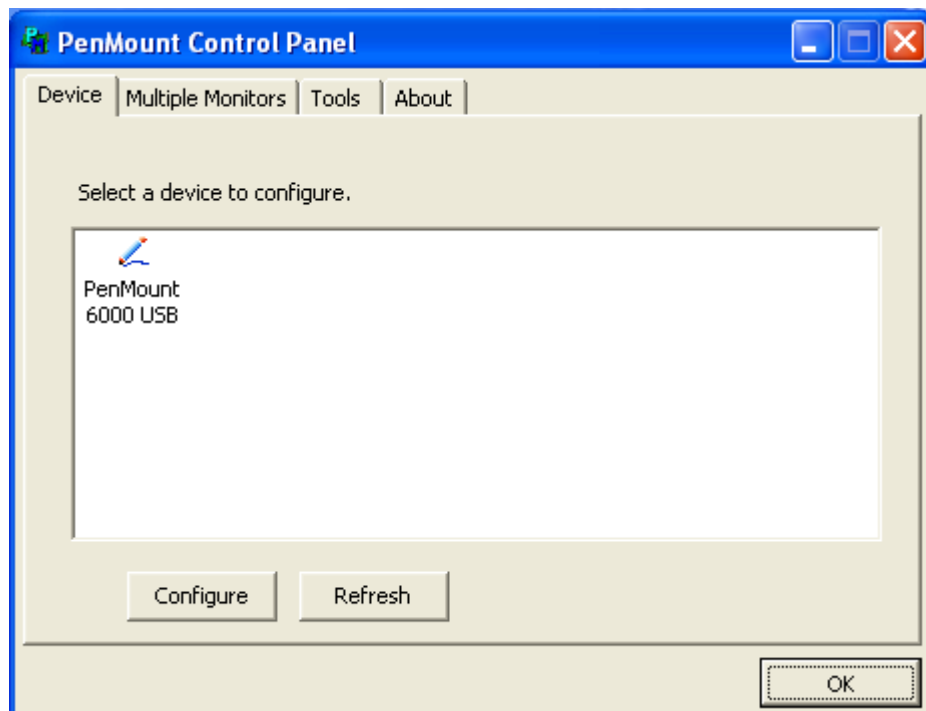 PenMount Control Panel
Device Multiple Monitors Tools About
Select a device to configure.
PenMount
6000 USB
Configure Refresh
OK